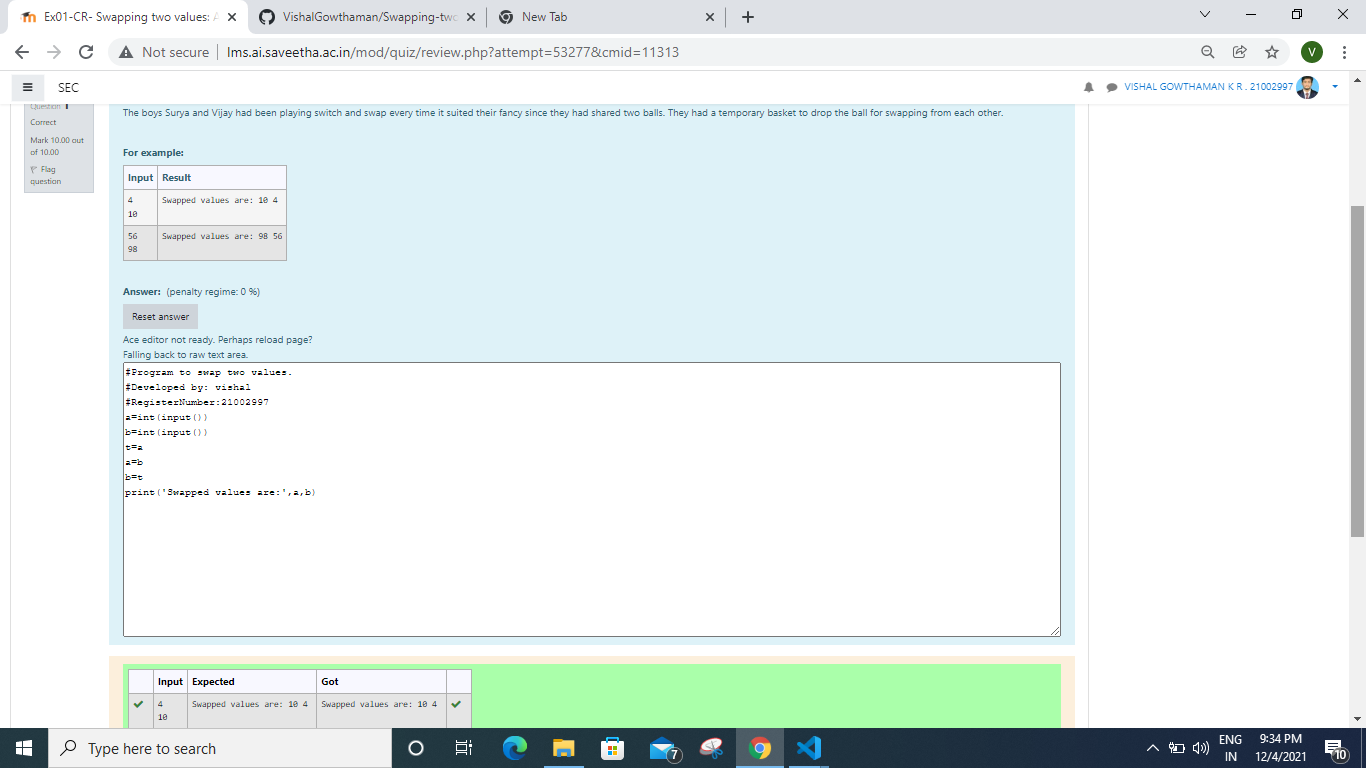 Ex01-CR- Swapping two values: A
VishalGowthaman/Swapping-two
New Tab
Not secure
lms.ai.saveetha.ac.in/mod/quiz/review.php?attempt=53277&cmid=11313
V
SEC
VISHAL GOWTHAMAN K R . 21002997
Question 1
Correct
Mark 10.00 out
of 10.00
Flag
question
The boys Surya and Vijay had been playing switch and swap every time it suited their fancy since they had shared two balls. They had a temporary basket to drop the ball for swapping from each other.
For example:
Input Result
4 Swapped values are: 10 4
10
56 Swapped values are: 98 56
98
Answer: (penalty regime: 0 %)
Reset answer
Ace editor not ready. Perhaps reload page?
Falling back to raw text area.
#Program to swap two values.
#Developed by: vishal
#RegisterNumber:21002997
a=int(input())
b=int(input())
t=a
a=b
b=t
print('Swapped values are:',a,b)
Input Expected Got
4 Swapped values are: 10 4 Swapped values are: 10 4
10
Type here to search
7
ENG
IN
9:34 PM
12/4/2021
10